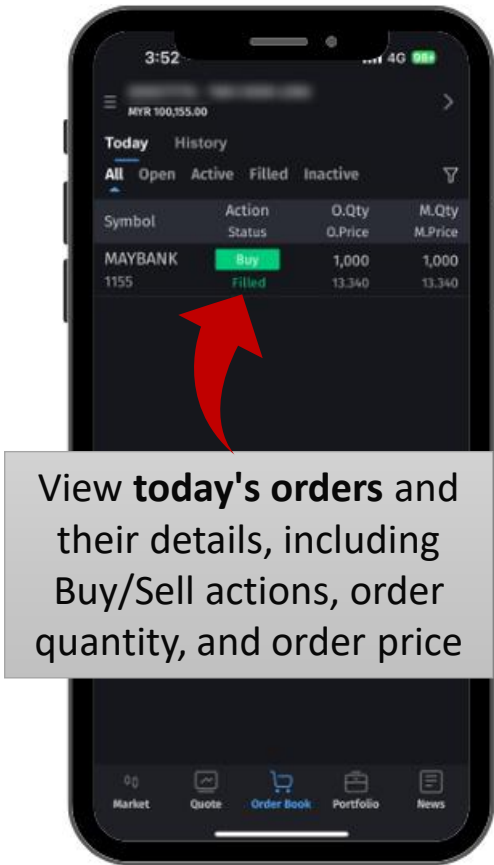 3:52
4G 98+
MYR 100,155.00
Today History
All Open Active Filled Inactive
Symbol Action O.Qty M.Qty
Status O.Price M.Price
MAYBANK Buy 1,000 1,000
1155 Filled 13.340 13.340
View today's orders and
their details, including
Buy/Sell actions, order
quantity, and order price
Market Quote Order Book Portfolio News